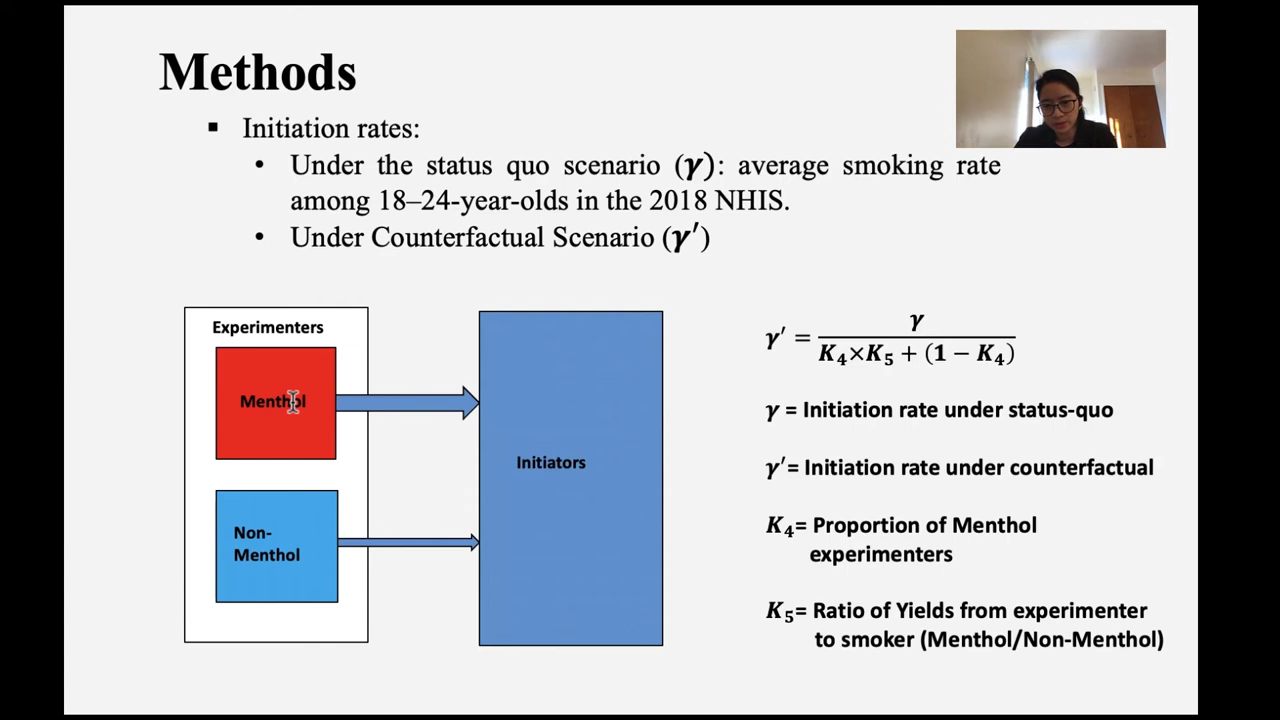 Methods
▪ Initiation rates:
• Under the status quo scenario (γ): average smoking rate
among 18–24-year-olds in the 2018 NHIS.
• Under Counterfactual Scenario (γ′)
Experimenters
Menthol
Non-
Menthol
Initiators
γ′ = γ / (K₄×K₅ + (1 − K₄))
γ = Initiation rate under status-quo
γ′= Initiation rate under counterfactual
K₄= Proportion of Menthol
experimenters
K₅= Ratio of Yields from experimenter
to smoker (Menthol/Non-Menthol)